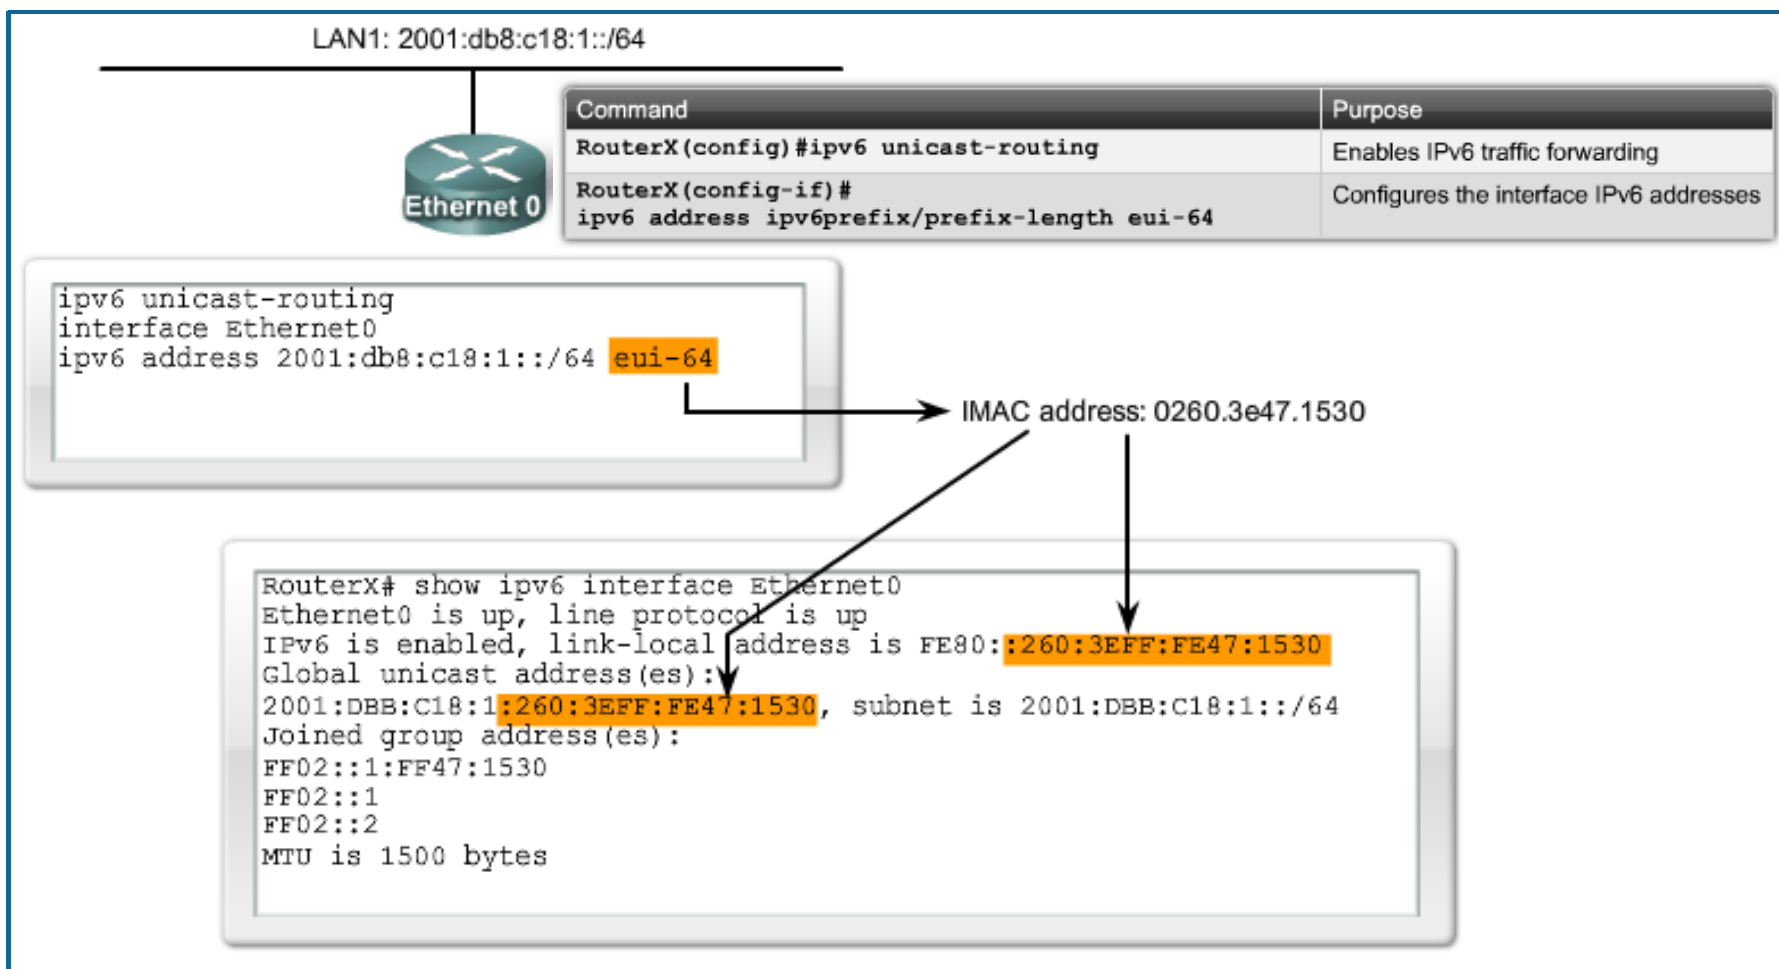 LAN1: 2001:db8:c18:1::/64
Command Purpose
RouterX(config)#ipv6 unicast-routing Enables IPv6 traffic forwarding
RouterX(config-if)# Configures the interface IPv6 addresses
ipv6 address ipv6prefix/prefix-length eui-64
Ethernet 0
ipv6 unicast-routing
interface Ethernet0
ipv6 address 2001:db8:c18:1::/64 eui-64
IMAC address: 0260.3e47.1530
RouterX# show ipv6 interface Ethernet0
Ethernet0 is up, line protocol is up
IPv6 is enabled, link-local address is FE80::260:3EFF:FE47:1530
Global unicast address(es):
2001:DBB:C18:1:260:3EFF:FE47:1530, subnet is 2001:DBB:C18:1::/64
Joined group address(es):
FF02::1:FF47:1530
FF02::1
FF02::2
MTU is 1500 bytes